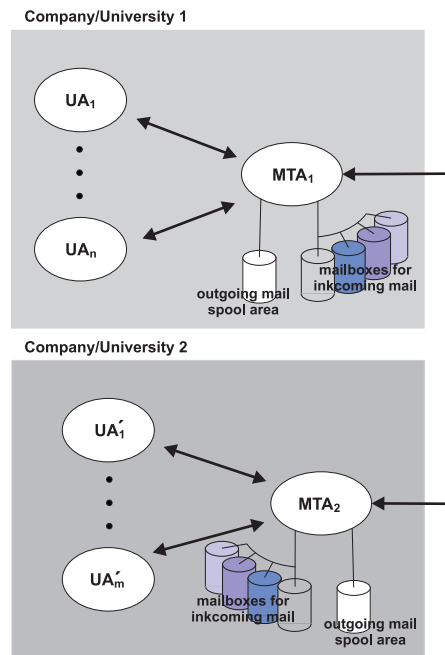 Company/University 1
UA1
MTA1
UAn
mailboxes for
inkcoming mail
outgoing mail
spool area
Company/University 2
UA´1
MTA2
UA´m
mailboxes for
inkcoming mail
outgoing mail
spool area